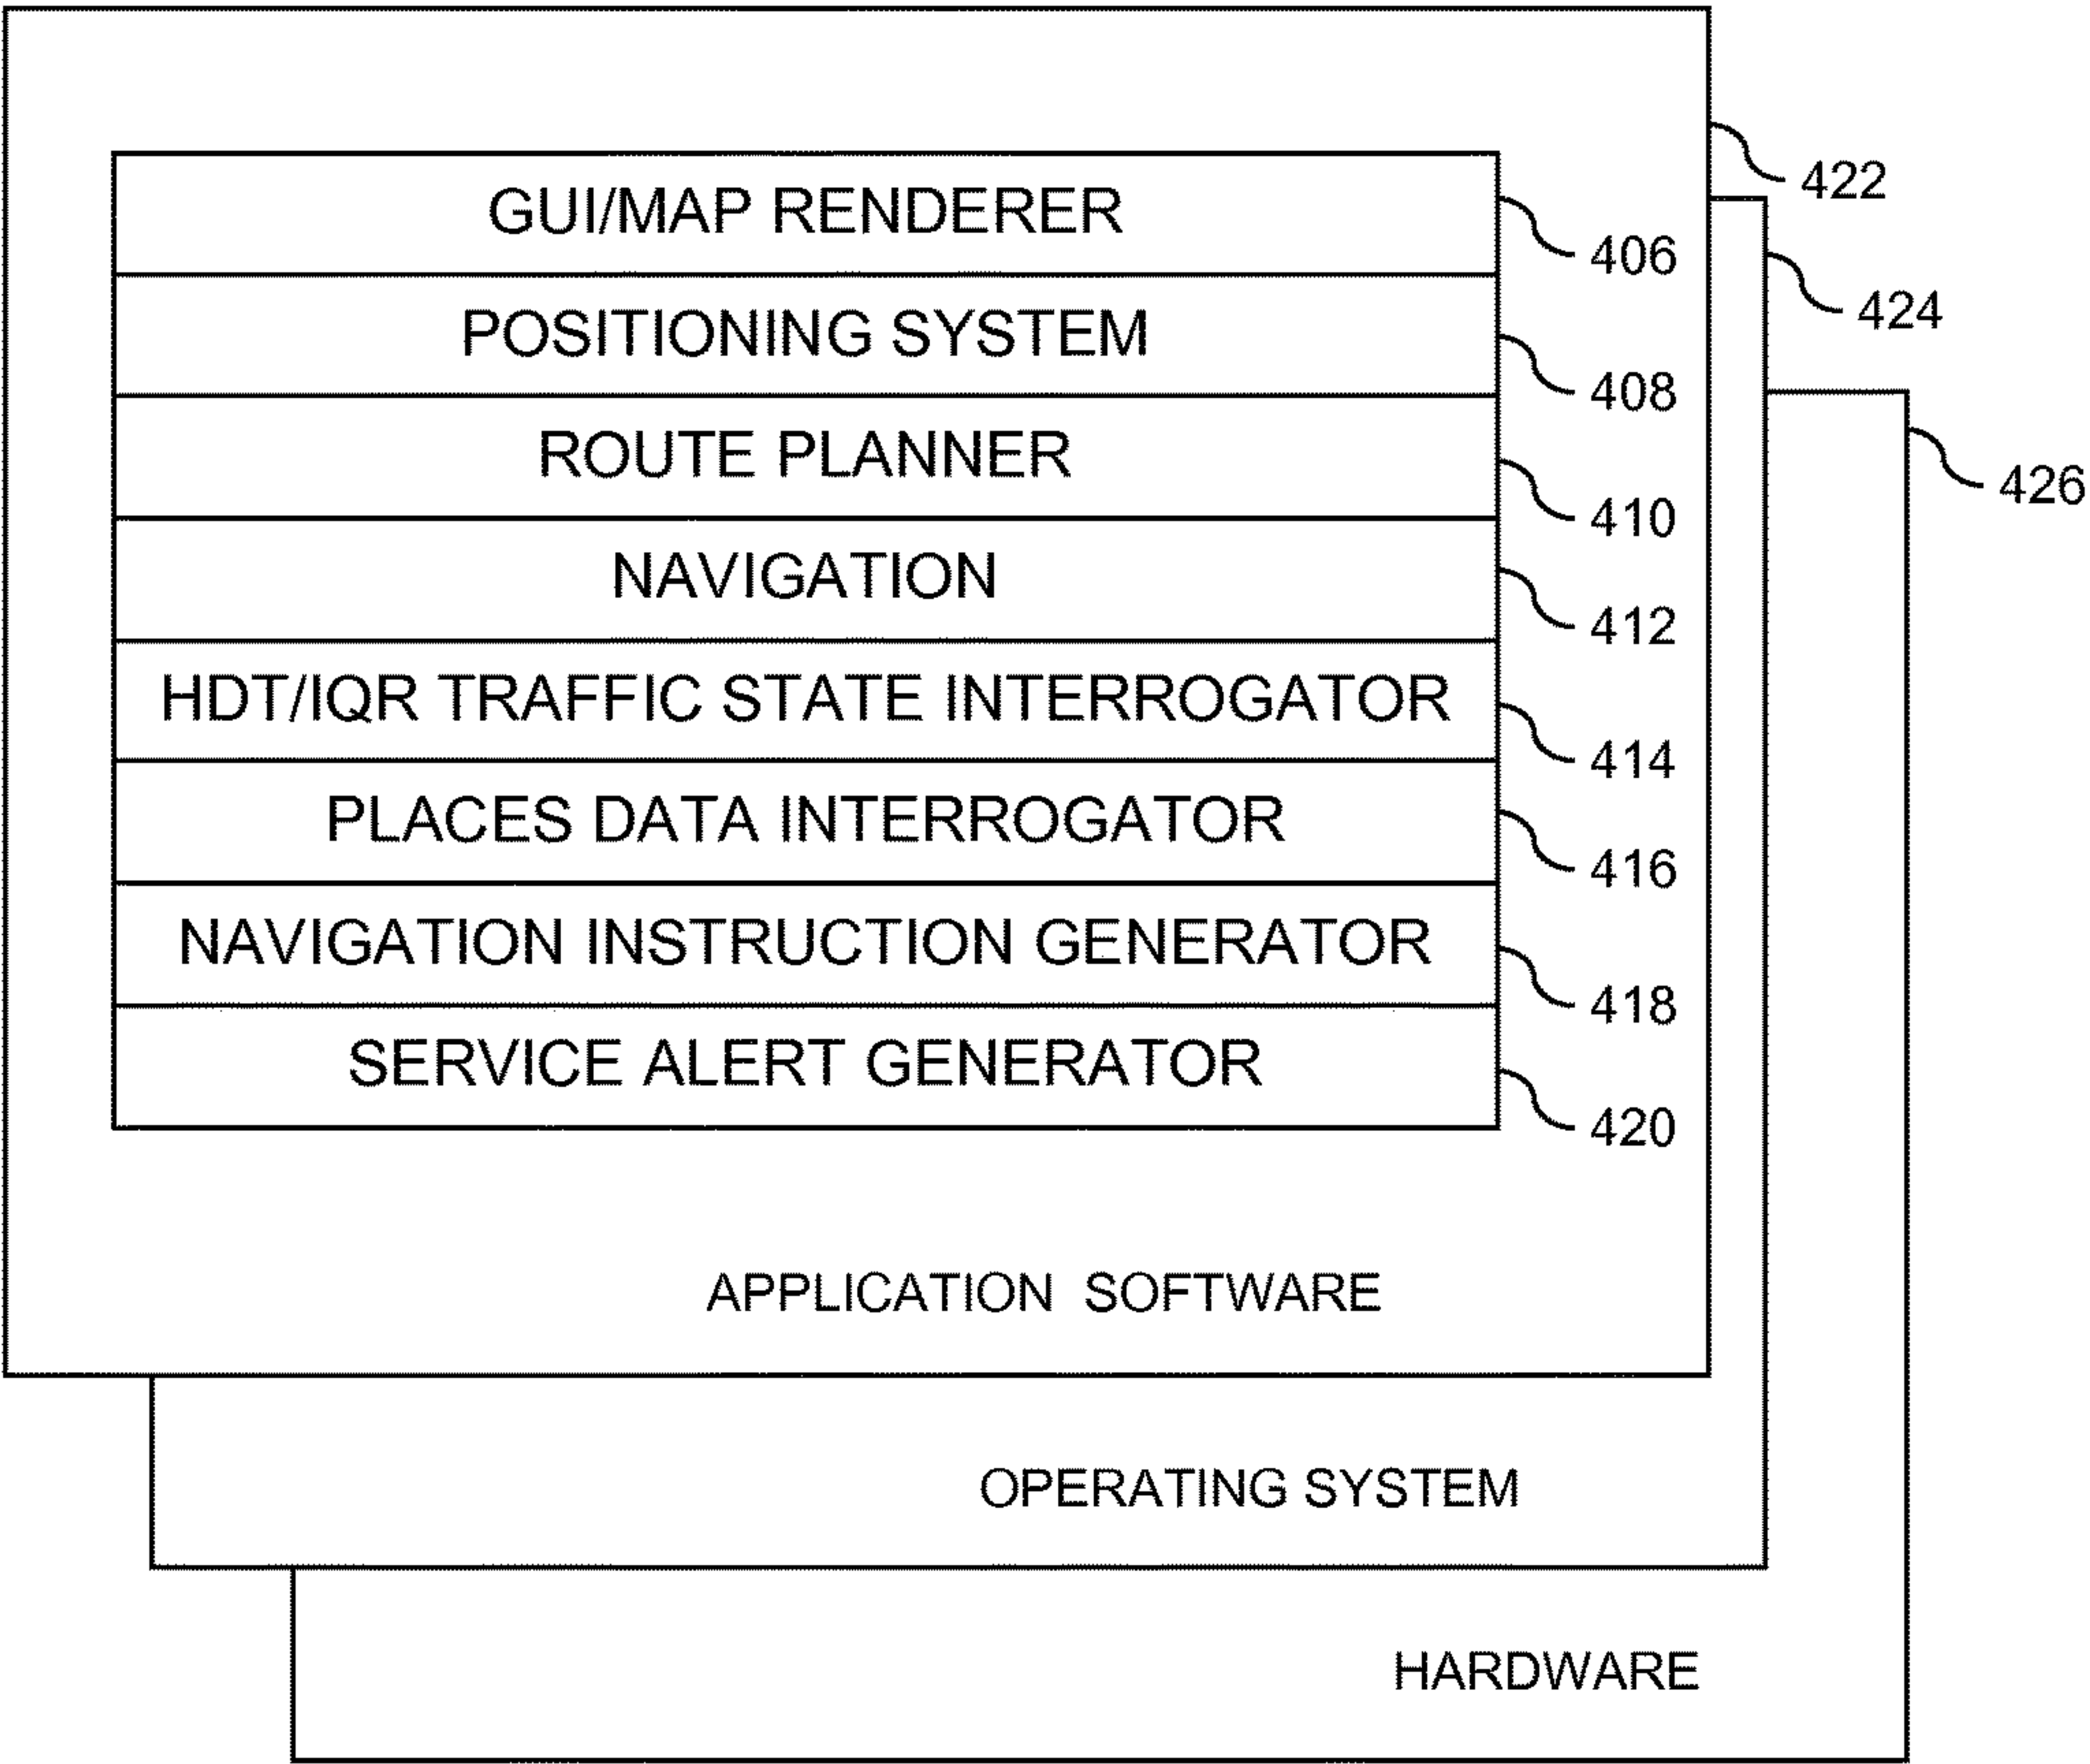 422
GUI/MAP RENDERER
406
424
POSITIONING SYSTEM
408
ROUTE PLANNER
426
410
NAVIGATION
412
HDT/IQR TRAFFIC STATE INTERROGATOR
414
PLACES DATA INTERROGATOR
416
NAVIGATION INSTRUCTION GENERATOR
418
SERVICE ALERT GENERATOR
420
APPLICATION SOFTWARE
OPERATING SYSTEM
HARDWARE